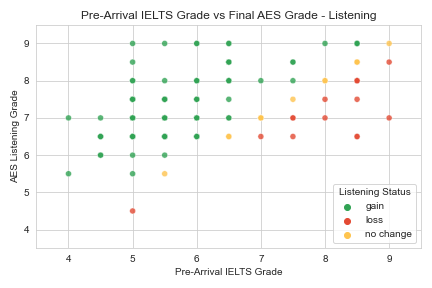 Pre-Arrival IELTS Grade vs Final AES Grade - Listening
AES Listening Grade
9
8
7
6
5
4
Listening Status
gain
loss
no change
4 5 6 7 8 9
Pre-Arrival IELTS Grade